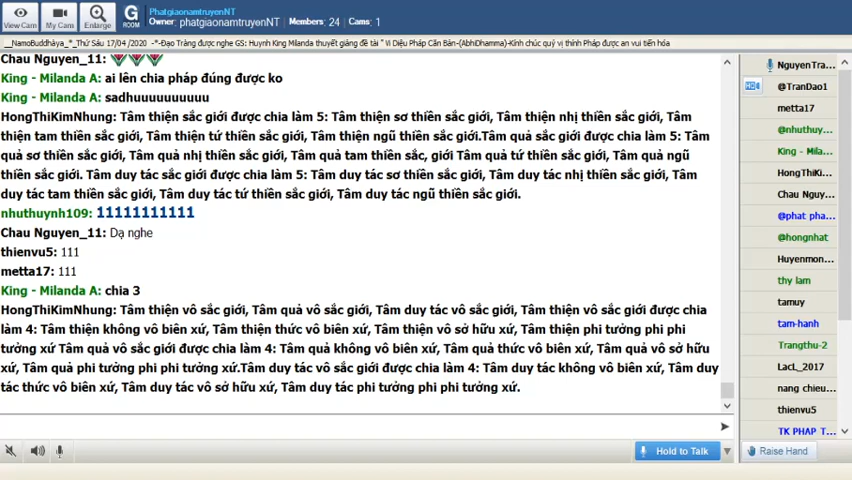 View Cam
My Cam
Enlarge
G
ROOM
PhatgiaonamtruyenNT
Owner: phatgiaonamtruyenNT | Members: 24 | Cams: 1
__NamoBuddhàya_*_Thứ Sáu 17/04 /2020 -*-Đạo Tràng được nghe GS: Huynh King Milanda thuyết giảng đề tài " Vi Diệu Pháp Căn Bản-(AbhiDhamma)-Kính chúc quý vị thính Pháp được an vui tiến hóa
Chau Nguyen_11:
King - Milanda A: ai lên chia pháp đúng được ko
King - Milanda A: sadhuuuuuuuuuu
HongThiKimNhung: Tâm thiện sắc giới được chia làm 5: Tâm thiện sơ thiền sắc giới, Tâm thiện nhị thiền sắc giới, Tâm
thiện tam thiền sắc giới, Tâm thiện tứ thiền sắc giới, Tâm thiện ngũ thiền sắc giới.Tâm quả sắc giới được chia làm 5: Tâm
quả sơ thiền sắc giới, Tâm quả nhị thiền sắc giới, Tâm quả tam thiền sắc, giới Tâm quả tứ thiền sắc giới, Tâm quả ngũ
thiền sắc giới. Tâm duy tác sắc giới được chia làm 5: Tâm duy tác sơ thiền sắc giới, Tâm duy tác nhị thiền sắc giới, Tâm
duy tác tam thiền sắc giới, Tâm duy tác tứ thiền sắc giới, Tâm duy tác ngũ thiền sắc giới.
nhuthuynh109: 11111111111
Chau Nguyen_11: Dạ nghe
thienvu5: 111
metta17: 111
King - Milanda A: chia 3
HongThiKimNhung: Tâm thiện vô sắc giới, Tâm quả vô sắc giới, Tâm duy tác vô sắc giới, Tâm thiện vô sắc giới được chia
làm 4: Tâm thiện không vô biên xứ, Tâm thiện thức vô biên xứ, Tâm thiện vô sở hữu xứ, Tâm thiện phi tưởng phi phi
tưởng xứ Tâm quả vô sắc giới được chia làm 4: Tâm quả không vô biên xứ, Tâm quả thức vô biên xứ, Tâm quả vô sở hữu
xứ, Tâm quả phi tưởng phi phi tưởng xứ.Tâm duy tác vô sắc giới được chia làm 4: Tâm duy tác không vô biên xứ, Tâm duy
tác thức vô biên xứ, Tâm duy tác vô sở hữu xứ, Tâm duy tác phi tưởng phi phi tưởng xứ.
NguyenTra...
@TranDao1
metta17
@nhuthuy...
King - Mila...
HongThiKi...
Chau Nguy...
@phat pha...
@hongnhat
Huyenmon...
thy lam
tamuy
tam-hanh
Trangthu-2
LacL_2017
nang chieu...
thienvu5
TK PHAP T...
Hold to Talk
Raise Hand